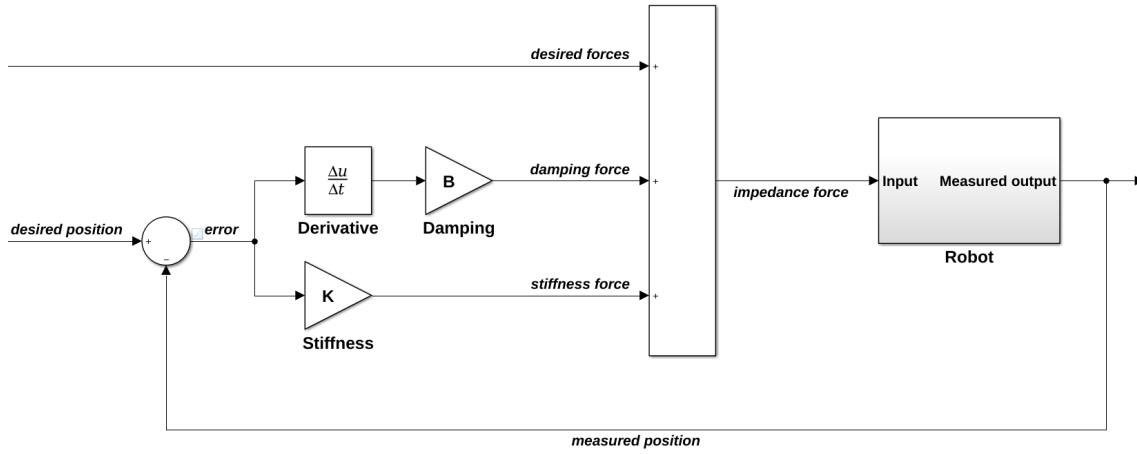 desired forces
+
Δu
Δt
Derivative
B
Damping
damping force
+
impedance force
Input
Measured output
Robot
desired position
+
−
error
K
Stiffness
stiffness force
+
measured position